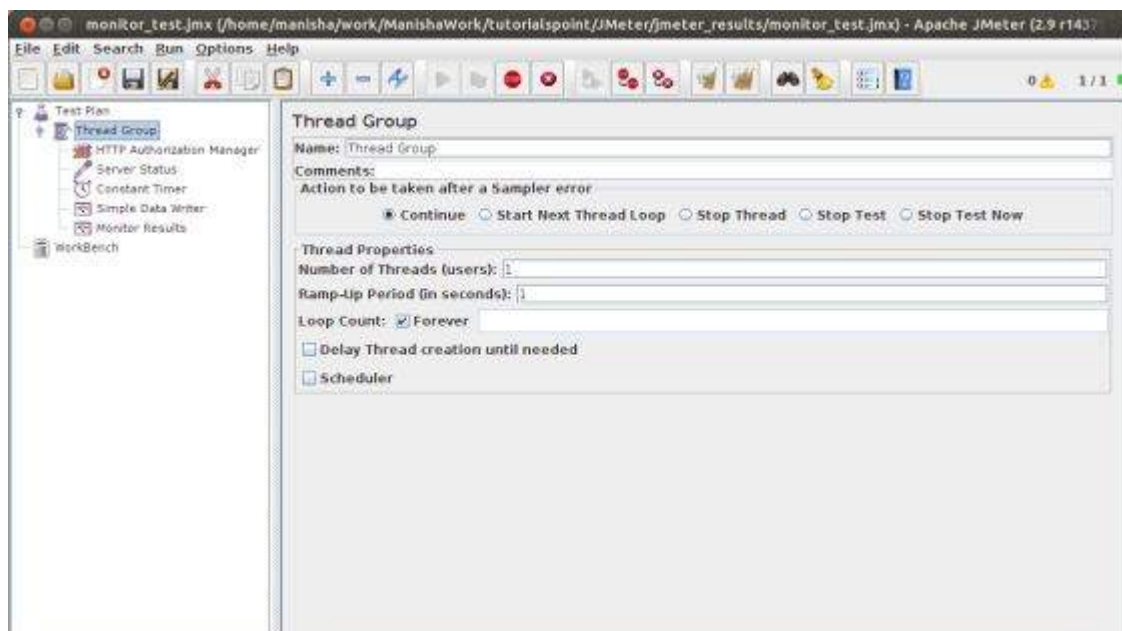 monitor_test.jmx (/home/manisha/work/ManishaWork/tutorialspoint/JMeter/jmeter_results/monitor_test.jmx) - Apache JMeter (2.9 r1437
File Edit Search Run Options Help
0 1/1
Test Plan
Thread Group
HTTP Authorization Manager
Server Status
Constant Timer
Simple Data Writer
Monitor Results
WorkBench
Thread Group
Name: Thread Group
Comments:
Action to be taken after a Sampler error
Continue Start Next Thread Loop Stop Thread Stop Test Stop Test Now
Thread Properties
Number of Threads (users): 1
Ramp-Up Period (in seconds): 1
Loop Count: Forever
Delay Thread creation until needed
Scheduler